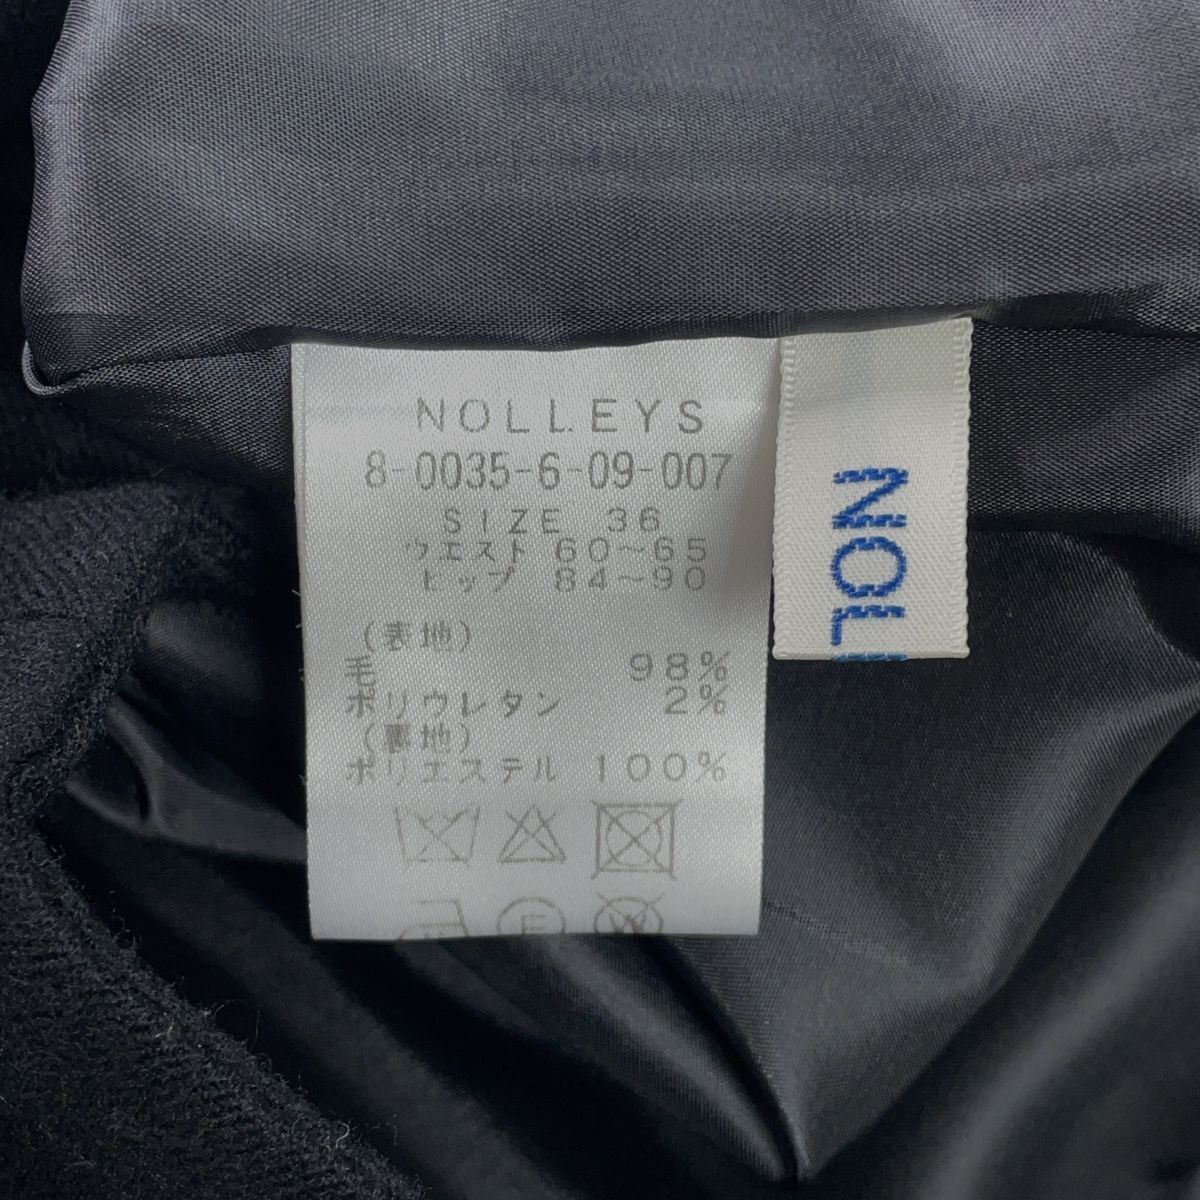 NOLLEYS
8-0035-6-09-007
SIZE 36
ウエスト 60~65
ヒップ 84~90
(表地)
毛 98%
ポリウレタン 2%
(裏地)
ポリエステル 100%
NOL